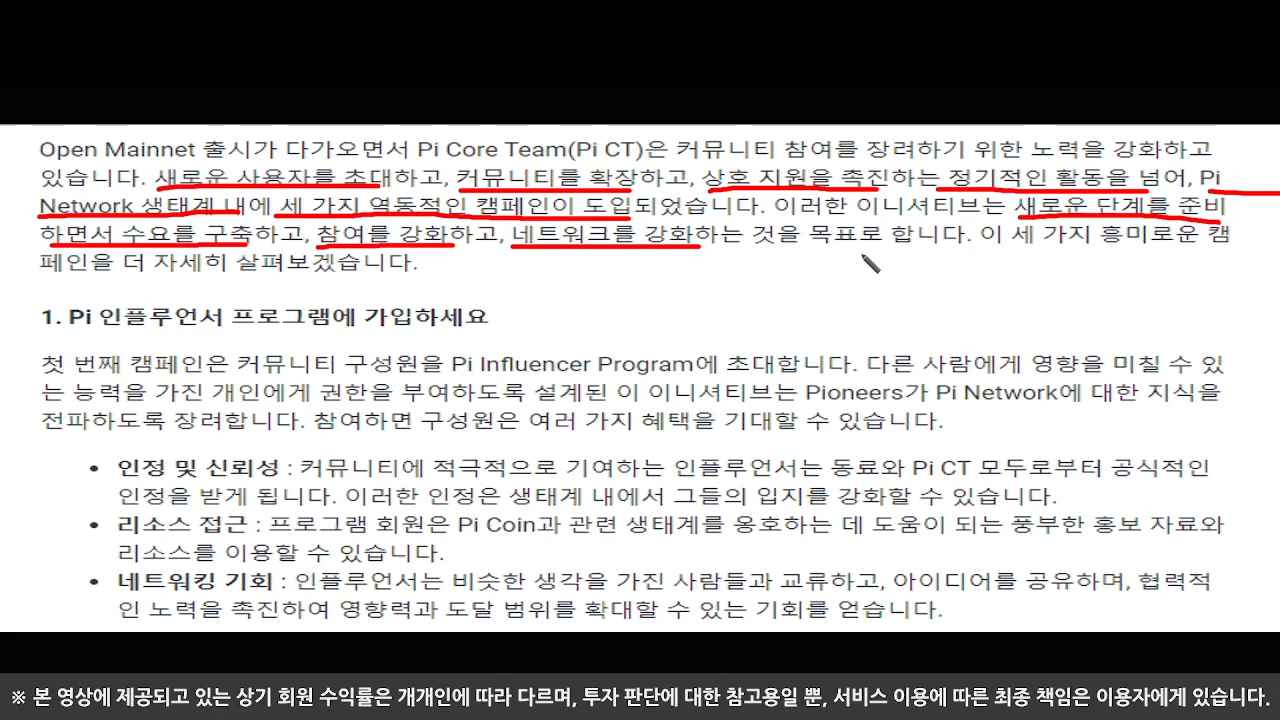 Open Mainnet 출시가 다가오면서 Pi Core Team(Pi CT)은 커뮤니티 참여를 장려하기 위한 노력을 강화하고
있습니다. 새로운 사용자를 초대하고, 커뮤니티를 확장하고, 상호 지원을 촉진하는 정기적인 활동을 넘어, Pi
Network 생태계 내에 세 가지 역동적인 캠페인이 도입되었습니다. 이러한 이니셔티브는 새로운 단계를 준비
하면서 수요를 구축하고, 참여를 강화하고, 네트워크를 강화하는 것을 목표로 합니다. 이 세 가지 흥미로운 캠
페인을 더 자세히 살펴보겠습니다.
1. Pi 인플루언서 프로그램에 가입하세요
첫 번째 캠페인은 커뮤니티 구성원을 Pi Influencer Program에 초대합니다. 다른 사람에게 영향을 미칠 수 있
는 능력을 가진 개인에게 권한을 부여하도록 설계된 이 이니셔티브는 Pioneers가 Pi Network에 대한 지식을
전파하도록 장려합니다. 참여하면 구성원은 여러 가지 혜택을 기대할 수 있습니다.
• 인정 및 신뢰성 : 커뮤니티에 적극적으로 기여하는 인플루언서는 동료와 Pi CT 모두로부터 공식적인
인정을 받게 됩니다. 이러한 인정은 생태계 내에서 그들의 입지를 강화할 수 있습니다.
• 리소스 접근 : 프로그램 회원은 Pi Coin과 관련 생태계를 옹호하는 데 도움이 되는 풍부한 홍보 자료와
리소스를 이용할 수 있습니다.
• 네트워킹 기회 : 인플루언서는 비슷한 생각을 가진 사람들과 교류하고, 아이디어를 공유하며, 협력적
인 노력을 촉진하여 영향력과 도달 범위를 확대할 수 있는 기회를 얻습니다.
※ 본 영상에 제공되고 있는 상기 회원 수익률은 개개인에 따라 다르며, 투자 판단에 대한 참고용일 뿐, 서비스 이용에 따른 최종 책임은 이용자에게 있습니다.